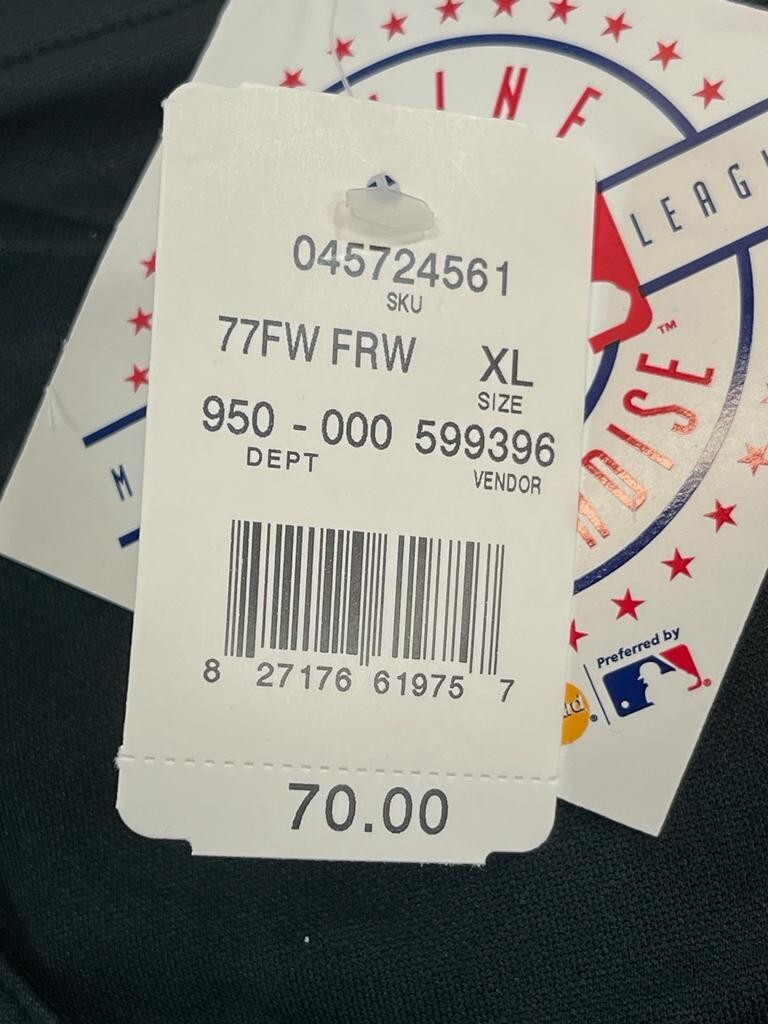 LEAGU
045724561
SKU
77FW FRW XL
SIZE
950 - 000 599396
DEPT VENDOR
M
Preferred by
8 27176 61975 7
70.00